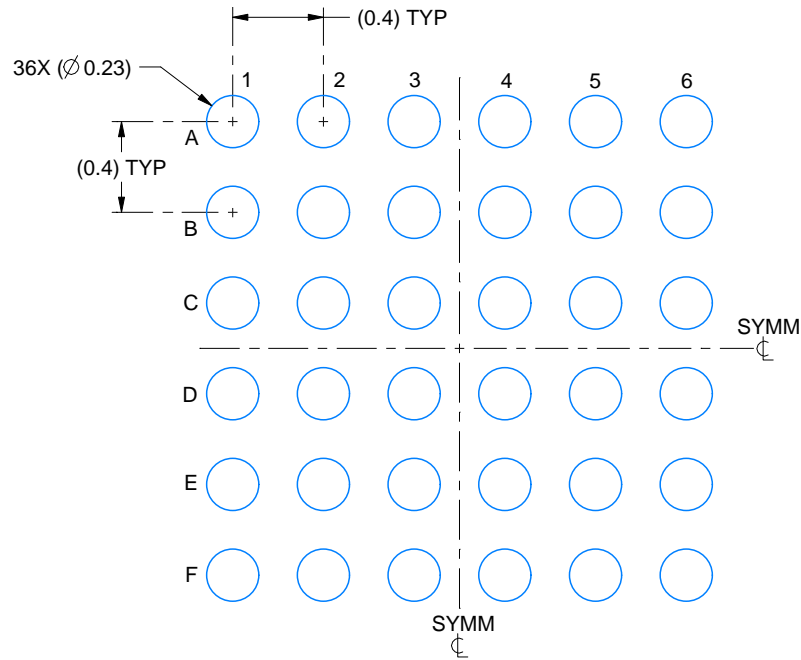 (0.4) TYP
36X (∅ 0.23)
1 2 3 4 5 6
A
(0.4) TYP
B
C
SYMM
℄
D
E
F
SYMM
℄